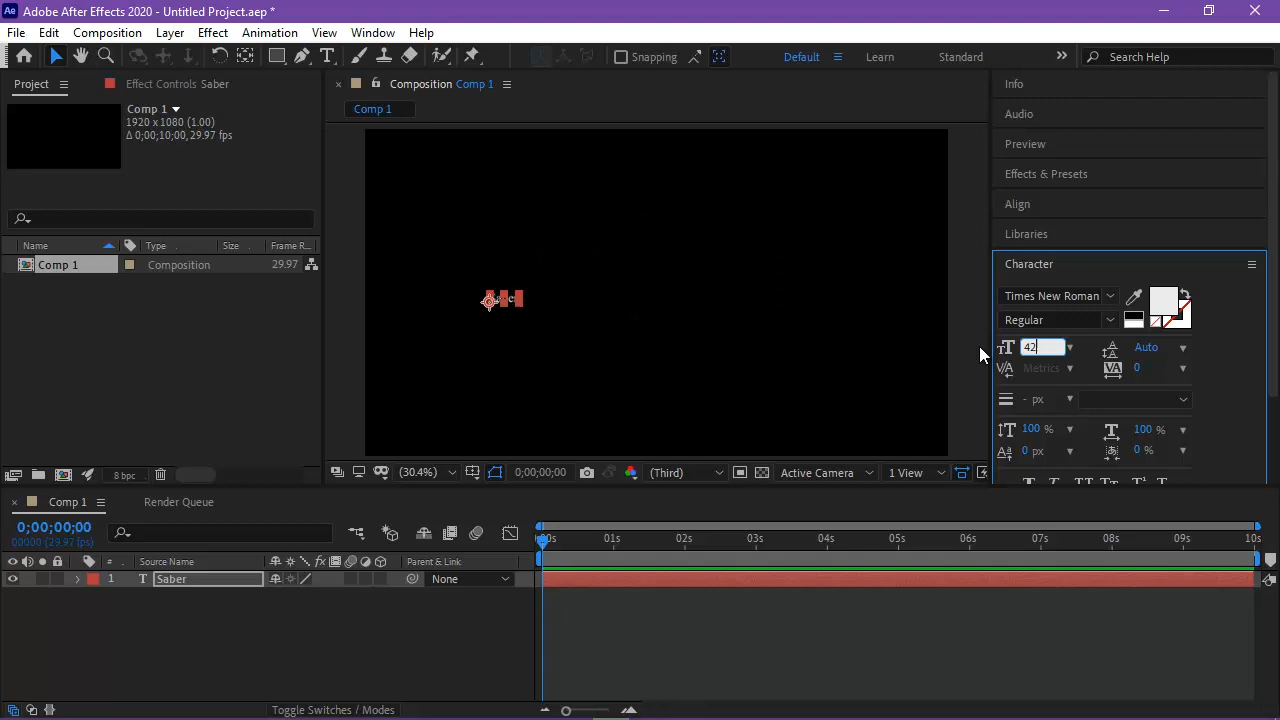 Ae Adobe After Effects 2020 - Untitled Project.aep *
File Edit Composition Layer Effect Animation View Window Help
Snapping Default Learn Standard Search Help
Project Effect Controls Saber
Composition Comp 1
Comp 1
Comp 1
1920 x 1080 (1.00)
Δ 0;00;10;00, 29.97 fps
Name Type Size Frame R...
Comp 1 Composition 29.97
8 bpc
(30.4%) 0;00;00;00 (Third) Active Camera 1 View
Info
Audio
Preview
Effects & Presets
Align
Libraries
Character
Times New Roman
Regular
42 Auto
Metrics 0
- px
100 % 100 %
0 px 0 %
Comp 1 Render Queue
0;00;00;00
00000 (29.97 fps)
Source Name Parent & Link
1 T Saber None
:00s 01s 02s 03s 04s 05s 06s 07s 08s 09s 10s
Toggle Switches / Modes